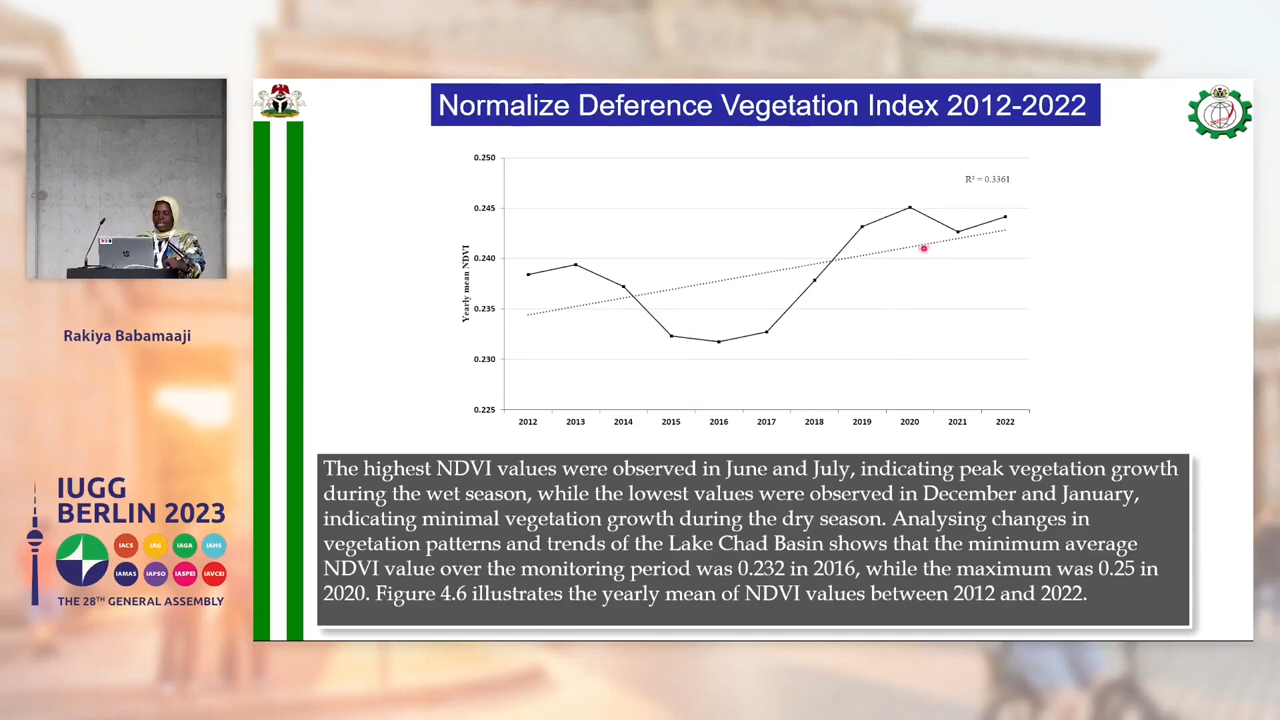 Normalize Deference Vegetation Index 2012-2022
0.250
0.245
0.240
0.235
0.230
0.225
Yearly mean NDVI
R² = 0.3361
2012 2013 2014 2015 2016 2017 2018 2019 2020 2021 2022
Rakiya Babamaaji
The highest NDVI values were observed in June and July, indicating peak vegetation growth
during the wet season, while the lowest values were observed in December and January,
indicating minimal vegetation growth during the dry season. Analysing changes in
vegetation patterns and trends of the Lake Chad Basin shows that the minimum average
NDVI value over the monitoring period was 0.232 in 2016, while the maximum was 0.25 in
2020. Figure 4.6 illustrates the yearly mean of NDVI values between 2012 and 2022.
IUGG
BERLIN 2023
IACS IAG IAGA IAHS
IAMAS IAPSO IASPEI IAVCEI
THE 28TH GENERAL ASSEMBLY